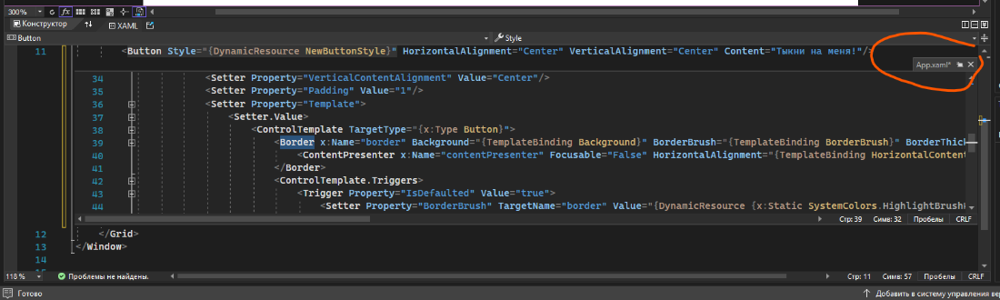 300%
Конструктор XAML
Button Style
11 <Button Style="{DynamicResource NewButtonStyle}" HorizontalAlignment="Center" VerticalAlignment="Center" Content="Тыкни на меня!"/>
App.xaml*
34 <Setter Property="VerticalContentAlignment" Value="Center"/>
35 <Setter Property="Padding" Value="1"/>
36 <Setter Property="Template">
37 <Setter.Value>
38 <ControlTemplate TargetType="{x:Type Button}">
39 <Border x:Name="border" Background="{TemplateBinding Background}" BorderBrush="{TemplateBinding BorderBrush}" BorderThick
40 <ContentPresenter x:Name="contentPresenter" Focusable="False" HorizontalAlignment="{TemplateBinding HorizontalContent
41 </Border>
42 <ControlTemplate.Triggers>
43 <Trigger Property="IsDefaulted" Value="true">
44 <Setter Property="BorderBrush" TargetName="border" Value="{DynamicResource {x:Static SystemColors.HighlightBrush
Стр: 39 Симв: 32 Пробелы CRLF
12 </Grid>
13 </Window>
14
118 % Проблемы не найдены. Стр: 11 Симв: 57 Пробелы CRLF
Готово Добавить в систему управления ве